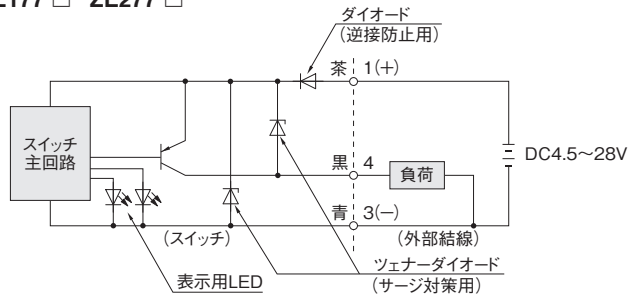 ZE277 □
ダイオード
(逆接防止用)
茶 1(+)
スイッチ
主回路
DC4.5～28V
黒 4
負荷
青 3(−)
(スイッチ)
(外部結線)
ツェナーダイオード
(サージ対策用)
表示用LED